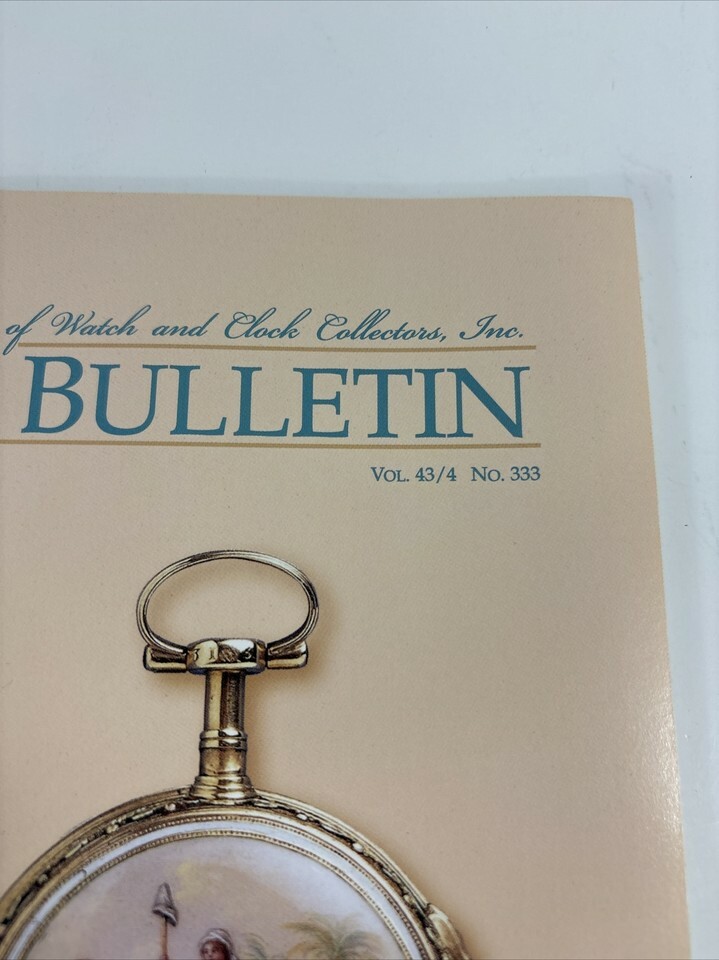 of Watch and Clock Collectors, Inc.
BULLETIN
VOL. 43/4 NO. 333